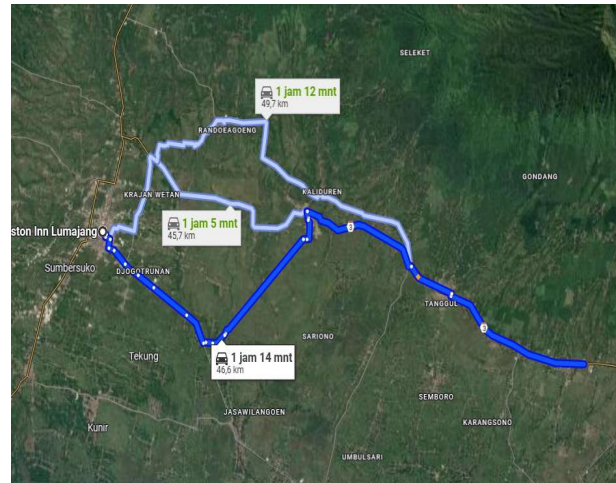 SELEKET
1 jam 12 mnt
49,7 km
RANDOEAGOENG
GONDANG
KRAJAN WETAN
KALIDUREN
1 jam 5 mnt
45,7 km
3
ston Inn Lumajang
Sumbersuko
DJOGOTRUNAN
TANGGUL
3
SARIONO
Tekung
1 jam 14 mnt
46,6 km
SEMBORO
JASAWILANGOEN
KARANGSONO
Kunir
UMBULSARI